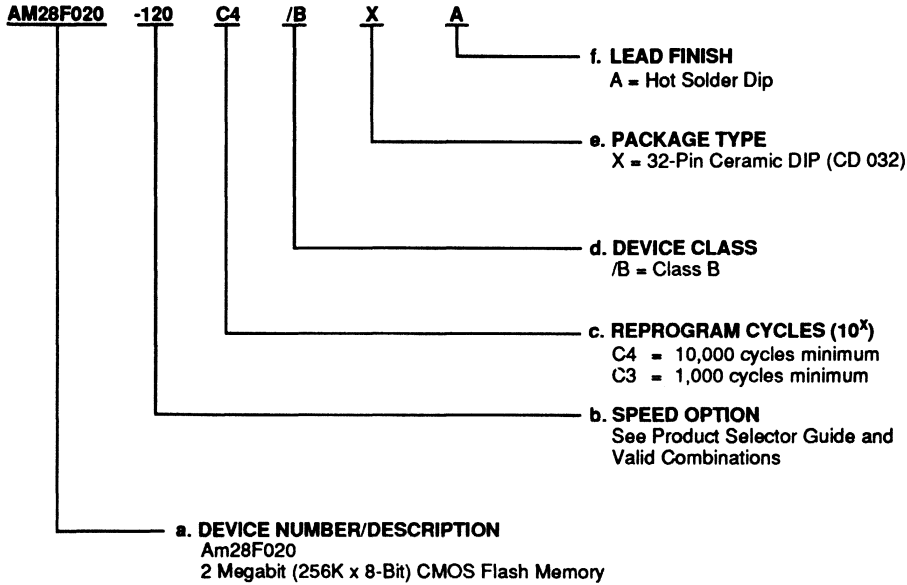 AM28F020 -120 C4 /B X A
f. LEAD FINISH
A = Hot Solder Dip
e. PACKAGE TYPE
X = 32-Pin Ceramic DIP (CD 032)
d. DEVICE CLASS
/B = Class B
c. REPROGRAM CYCLES (10^X)
C4 = 10,000 cycles minimum
C3 = 1,000 cycles minimum
b. SPEED OPTION
See Product Selector Guide and
Valid Combinations
a. DEVICE NUMBER/DESCRIPTION
Am28F020
2 Megabit (256K x 8-Bit) CMOS Flash Memory